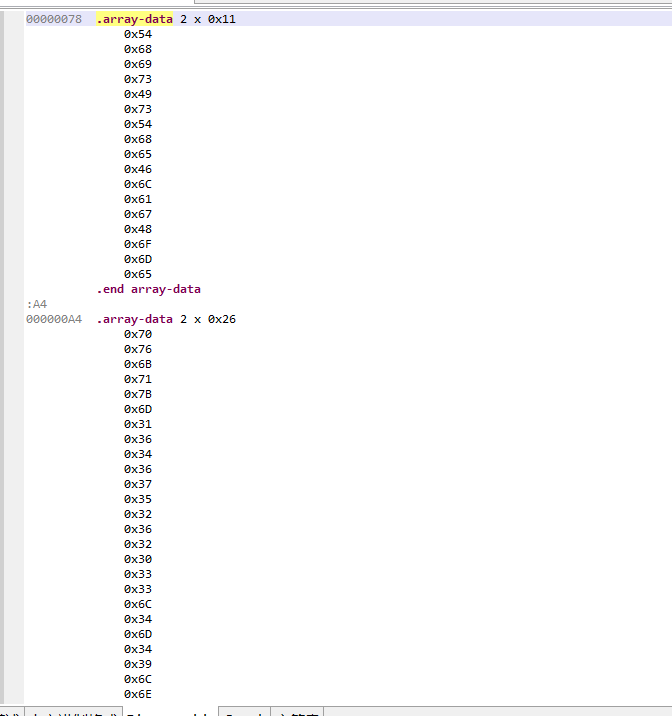 00000078 .array-data 2 x 0x11
0x54
0x68
0x69
0x73
0x49
0x73
0x54
0x68
0x65
0x46
0x6C
0x61
0x67
0x48
0x6F
0x6D
0x65
.end array-data
:A4
000000A4 .array-data 2 x 0x26
0x70
0x76
0x6B
0x71
0x7B
0x6D
0x31
0x36
0x34
0x36
0x37
0x35
0x32
0x36
0x32
0x30
0x33
0x33
0x6C
0x34
0x6D
0x34
0x39
0x6C
0x6E